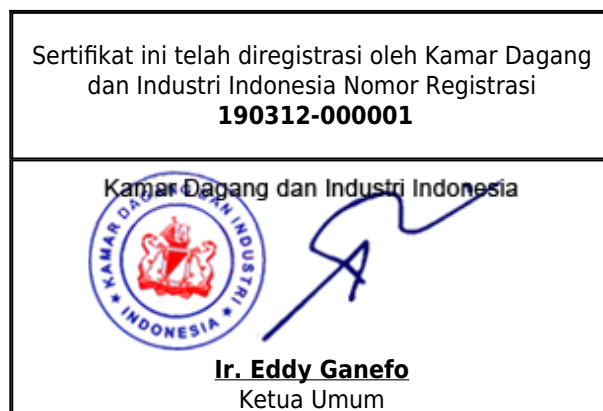 Sertifikat ini telah diregistrasi oleh Kamar Dagang
dan Industri Indonesia Nomor Registrasi
190312-000001
Kamar Dagang dan Industri Indonesia
KAMAR DAGANG DAN INDUSTRI
INDONESIA
Ir. Eddy Ganefo
Ketua Umum